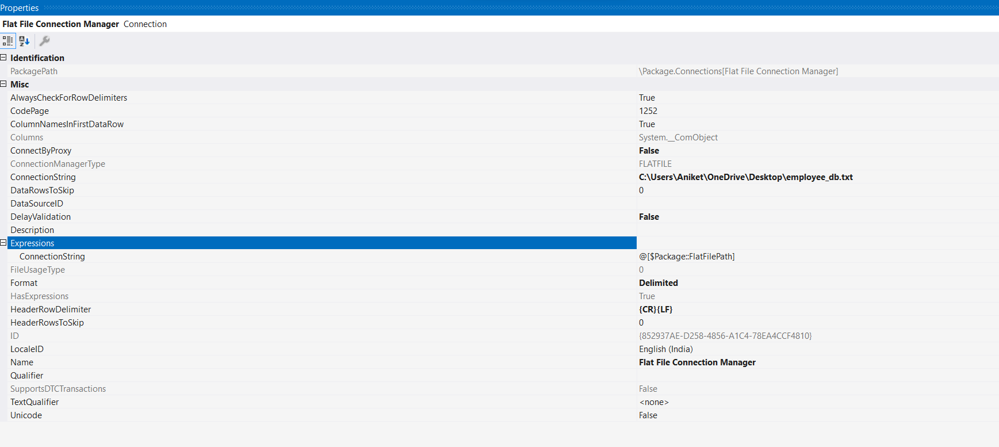 Properties
Flat File Connection Manager Connection
Identification
PackagePath \Package.Connections[Flat File Connection Manager]
Misc
AlwaysCheckForRowDelimiters True
CodePage 1252
ColumnNamesInFirstDataRow True
Columns System.__ComObject
ConnectByProxy False
ConnectionManagerType FLATFILE
ConnectionString C:\Users\Aniket\OneDrive\Desktop\employee_db.txt
DataRowsToSkip 0
DataSourceID
DelayValidation False
Description
Expressions
ConnectionString @[$Package::FlatFilePath]
FileUsageType 0
Format Delimited
HasExpressions True
HeaderRowDelimiter {CR}{LF}
HeaderRowsToSkip 0
ID {852937AE-D258-4856-A1C4-78EA4CCF4810}
LocaleID English (India)
Name Flat File Connection Manager
Qualifier
SupportsDTCTransactions False
TextQualifier <none>
Unicode False